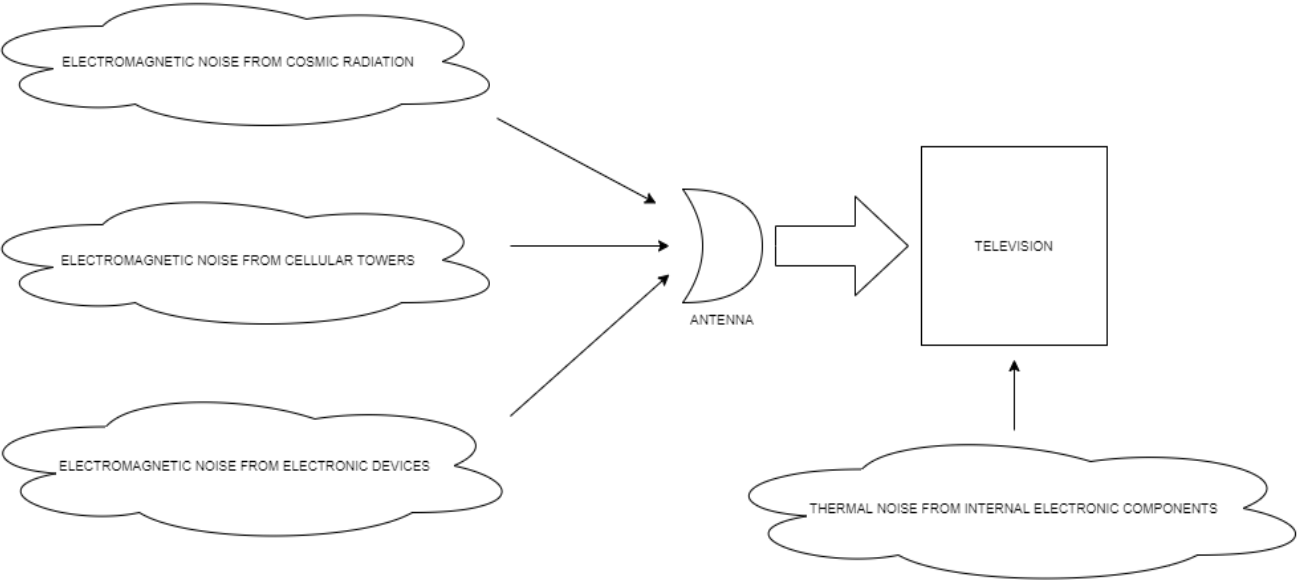 ELECTROMAGNETIC NOISE FROM COSMIC RADIATION
ELECTROMAGNETIC NOISE FROM CELLULAR TOWERS
ELECTROMAGNETIC NOISE FROM ELECTRONIC DEVICES
ANTENNA
TELEVISION
THERMAL NOISE FROM INTERNAL ELECTRONIC COMPONENTS